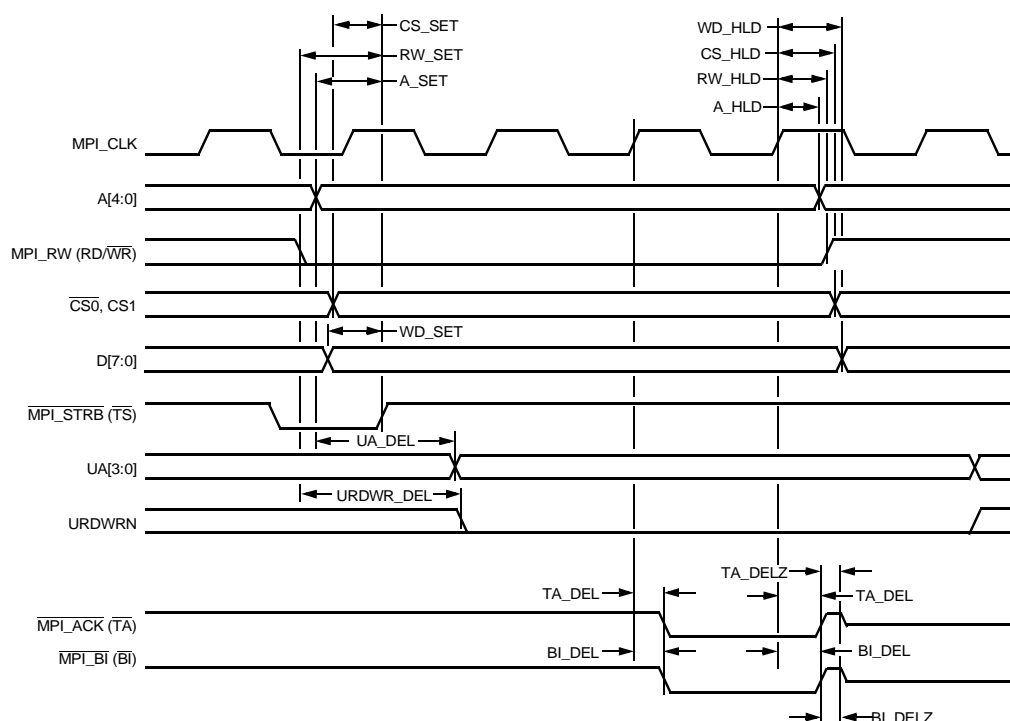 CS_SET
WD_HLD
RW_SET
CS_HLD
A_SET
RW_HLD
A_HLD
MPI_CLK
A[4:0]
MPI_RW (RD/WR)
CS0, CS1
WD_SET
D[7:0]
MPI_STRB (TS)
UA_DEL
UA[3:0]
URDWR_DEL
URDWRN
TA_DELZ
TA_DEL
TA_DEL
MPI_ACK (TA)
BI_DEL
BI_DEL
MPI_BI (BI)
BI_DELZ